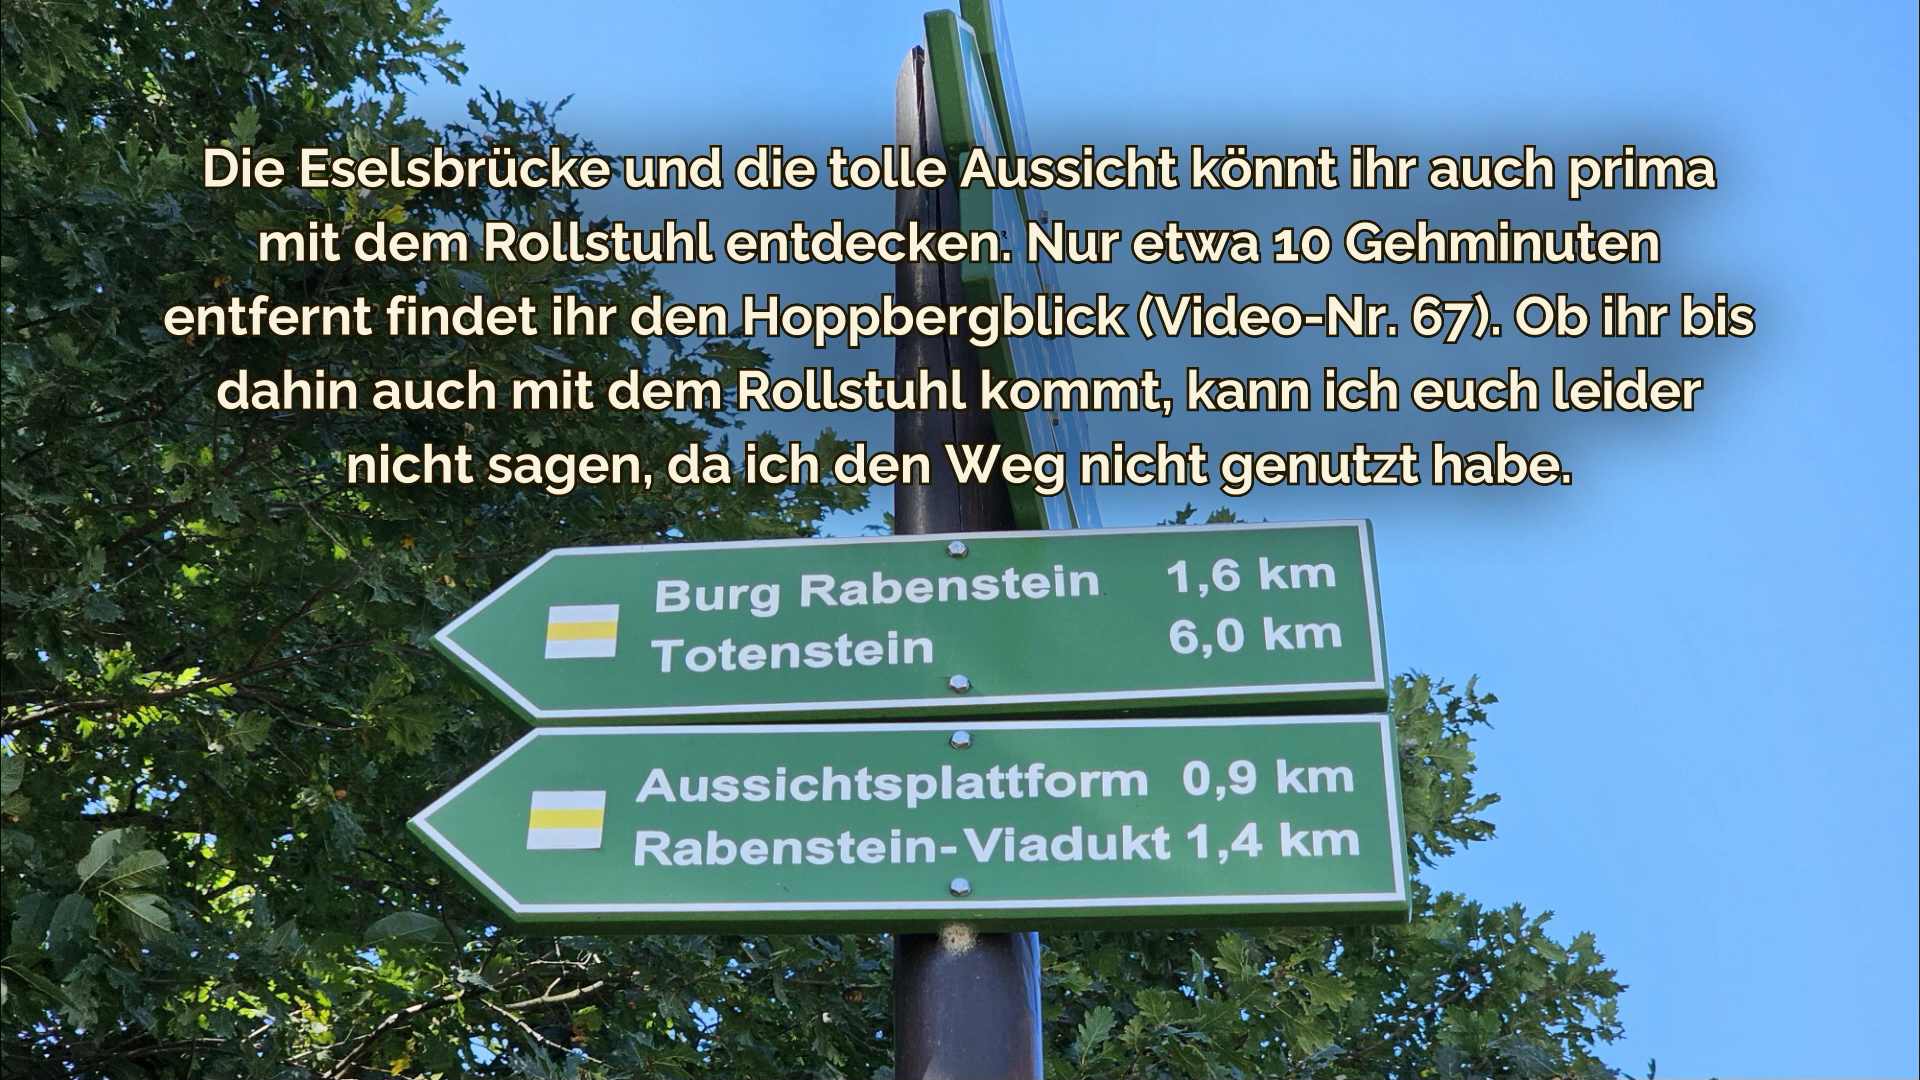 Die Eselsbrücke und die tolle Aussicht könnt ihr auch prima
mit dem Rollstuhl entdecken. Nur etwa 10 Gehminuten
entfernt findet ihr den Hoppbergblick (Video-Nr. 67). Ob ihr bis
dahin auch mit dem Rollstuhl kommt, kann ich euch leider
nicht sagen, da ich den Weg nicht genutzt habe.
Burg Rabenstein 1,6 km
Totenstein 6,0 km
Aussichtsplattform 0,9 km
Rabenstein-Viadukt 1,4 km